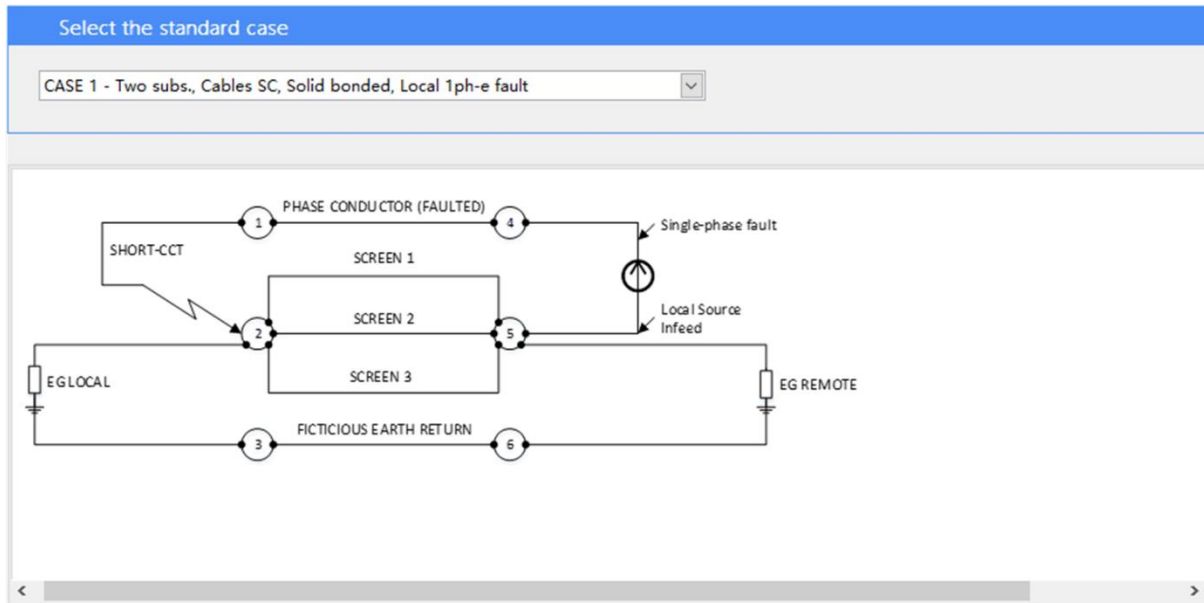 Select the standard case
CASE 1 - Two subs., Cables SC, Solid bonded, Local 1ph-e fault
PHASE CONDUCTOR (FAULTED)
1
4
Single-phase fault
SHORT-CCT
SCREEN 1
SCREEN 2
Local Source
Infeed
2
5
SCREEN 3
EG LOCAL
EG REMOTE
FICTICIOUS EARTH RETURN
3
6